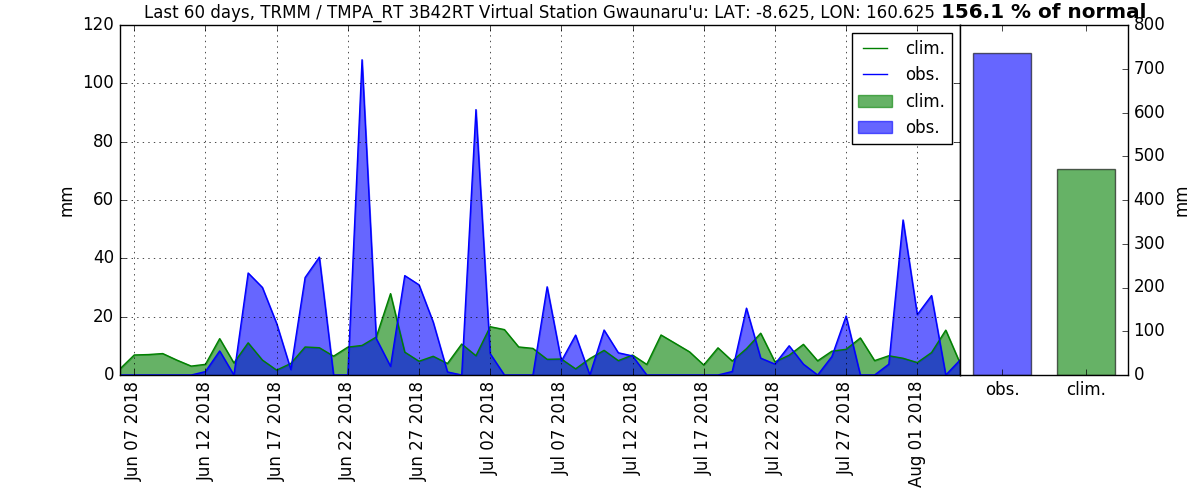 Last 60 days, TRMM / TMPA_RT 3B42RT Virtual Station Gwaunaru'u: LAT: -8.625, LON: 160.625 156.1 % of normal
120
100
80
60
40
20
0
mm
clim.
obs.
clim.
obs.
800
700
600
500
400
300
200
100
0
mm
Jun 07 2018
Jun 12 2018
Jun 17 2018
Jun 22 2018
Jun 27 2018
Jul 02 2018
Jul 07 2018
Jul 12 2018
Jul 17 2018
Jul 22 2018
Jul 27 2018
Aug 01 2018
obs.
clim.